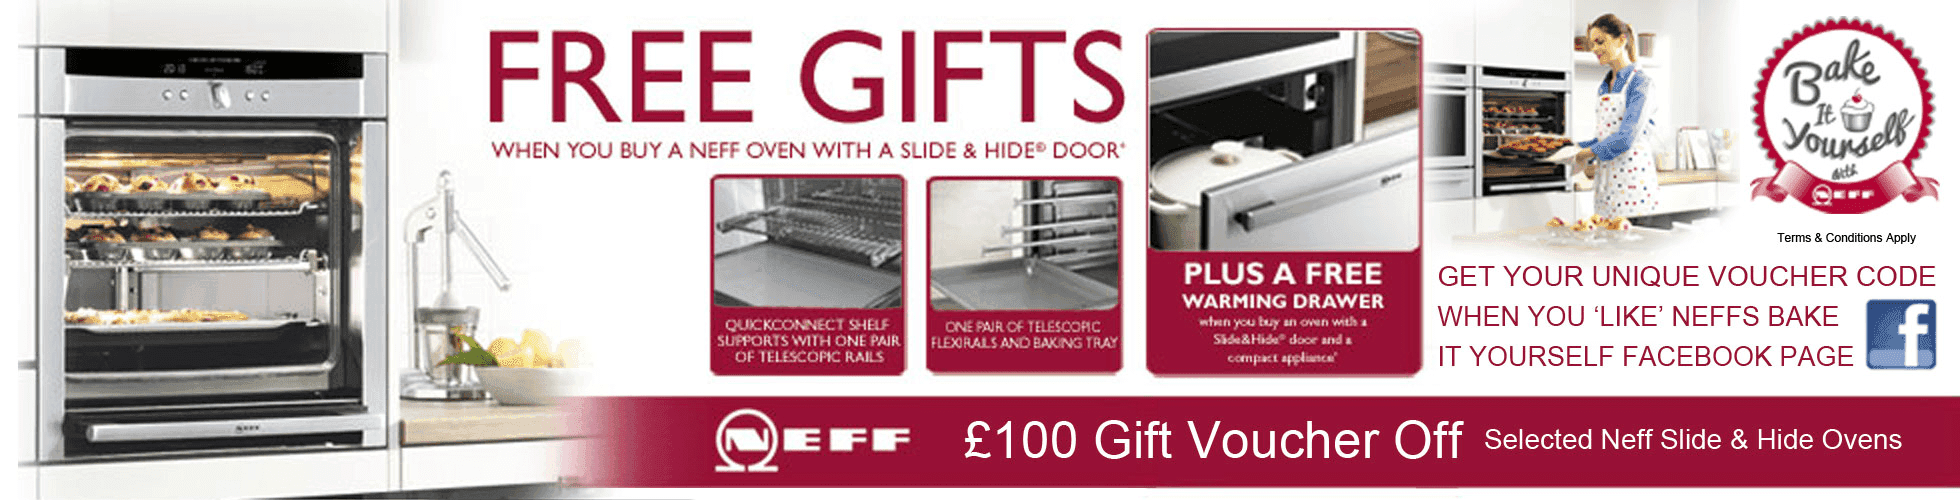 FREE GIFTS
WHEN YOU BUY A NEFF OVEN WITH A SLIDE & HIDE® DOOR*
QUICKCONNECT SHELF
SUPPORTS WITH ONE PAIR
OF TELESCOPIC RAILS
ONE PAIR OF TELESCOPIC
FLEXIRAILS AND BAKING TRAY
PLUS A FREE
WARMING DRAWER
when you buy an oven with a
Slide&Hide® door and a
compact appliance*
Bake
It
Yourself
with
NEFF
Terms & Conditions Apply
GET YOUR UNIQUE VOUCHER CODE
WHEN YOU ‘LIKE’ NEFFS BAKE
IT YOURSELF FACEBOOK PAGE
f
NEFF
£100 Gift Voucher Off Selected Neff Slide & Hide Ovens
NEFF